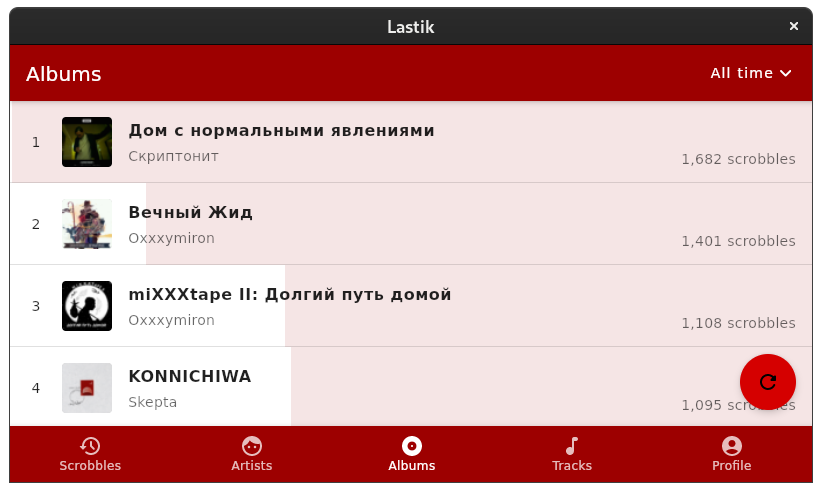 Lastik
Albums
All time
1
Дом с нормальными явлениями
Скриптонит
1,682 scrobbles
2
Вечный Жид
Oxxxymiron
1,401 scrobbles
3
miXXXtape II: Долгий путь домой
Oxxxymiron
1,108 scrobbles
4
KONNICHIWA
Skepta
1,095 scrobbles
Scrobbles
Artists
Albums
Tracks
Profile